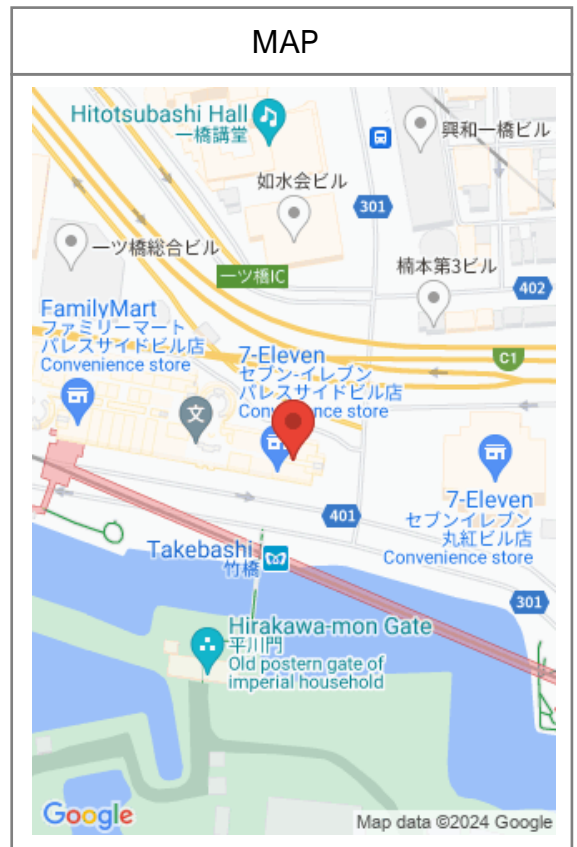 MAP
Hitotsubashi Hall
一橋講堂
興和一橋ビル
如水会ビル
301
一ツ橋総合ビル
一ツ橋IC
楠本第3ビル
402
FamilyMart
ファミリーマート
パレスサイドビル店
Convenience store
7-Eleven
セブン-イレブン
パレスサイドビル店
Convenience store
C1
文
7-Eleven
セブンイレブン
丸紅ビル店
Convenience store
401
Takebashi
竹橋
301
Hirakawa-mon Gate
平川門
Old postern gate of
imperial household
Google
Map data ©2024 Google